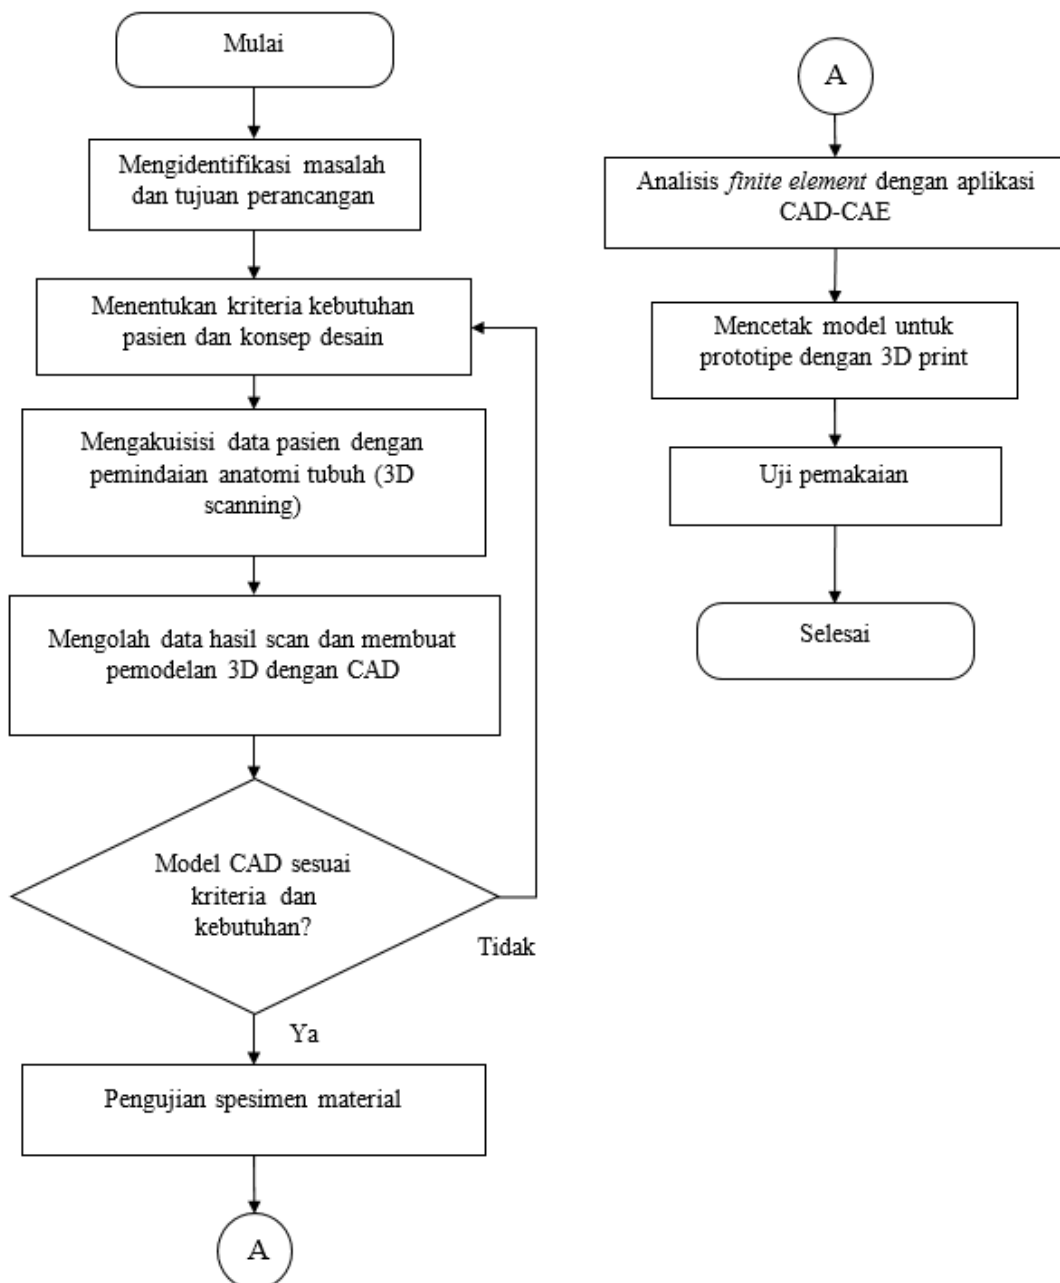 Mulai
Mengidentifikasi masalah
dan tujuan perancangan
Menentukan kriteria kebutuhan
pasien dan konsep desain
Mengakuisisi data pasien dengan
pemindaian anatomi tubuh (3D
scanning)
Mengolah data hasil scan dan membuat
pemodelan 3D dengan CAD
Model CAD sesuai
kriteria dan
kebutuhan?
Tidak
Ya
Pengujian spesimen material
A
A
Analisis finite element dengan aplikasi
CAD-CAE
Mencetak model untuk
prototipe dengan 3D print
Uji pemakaian
Selesai